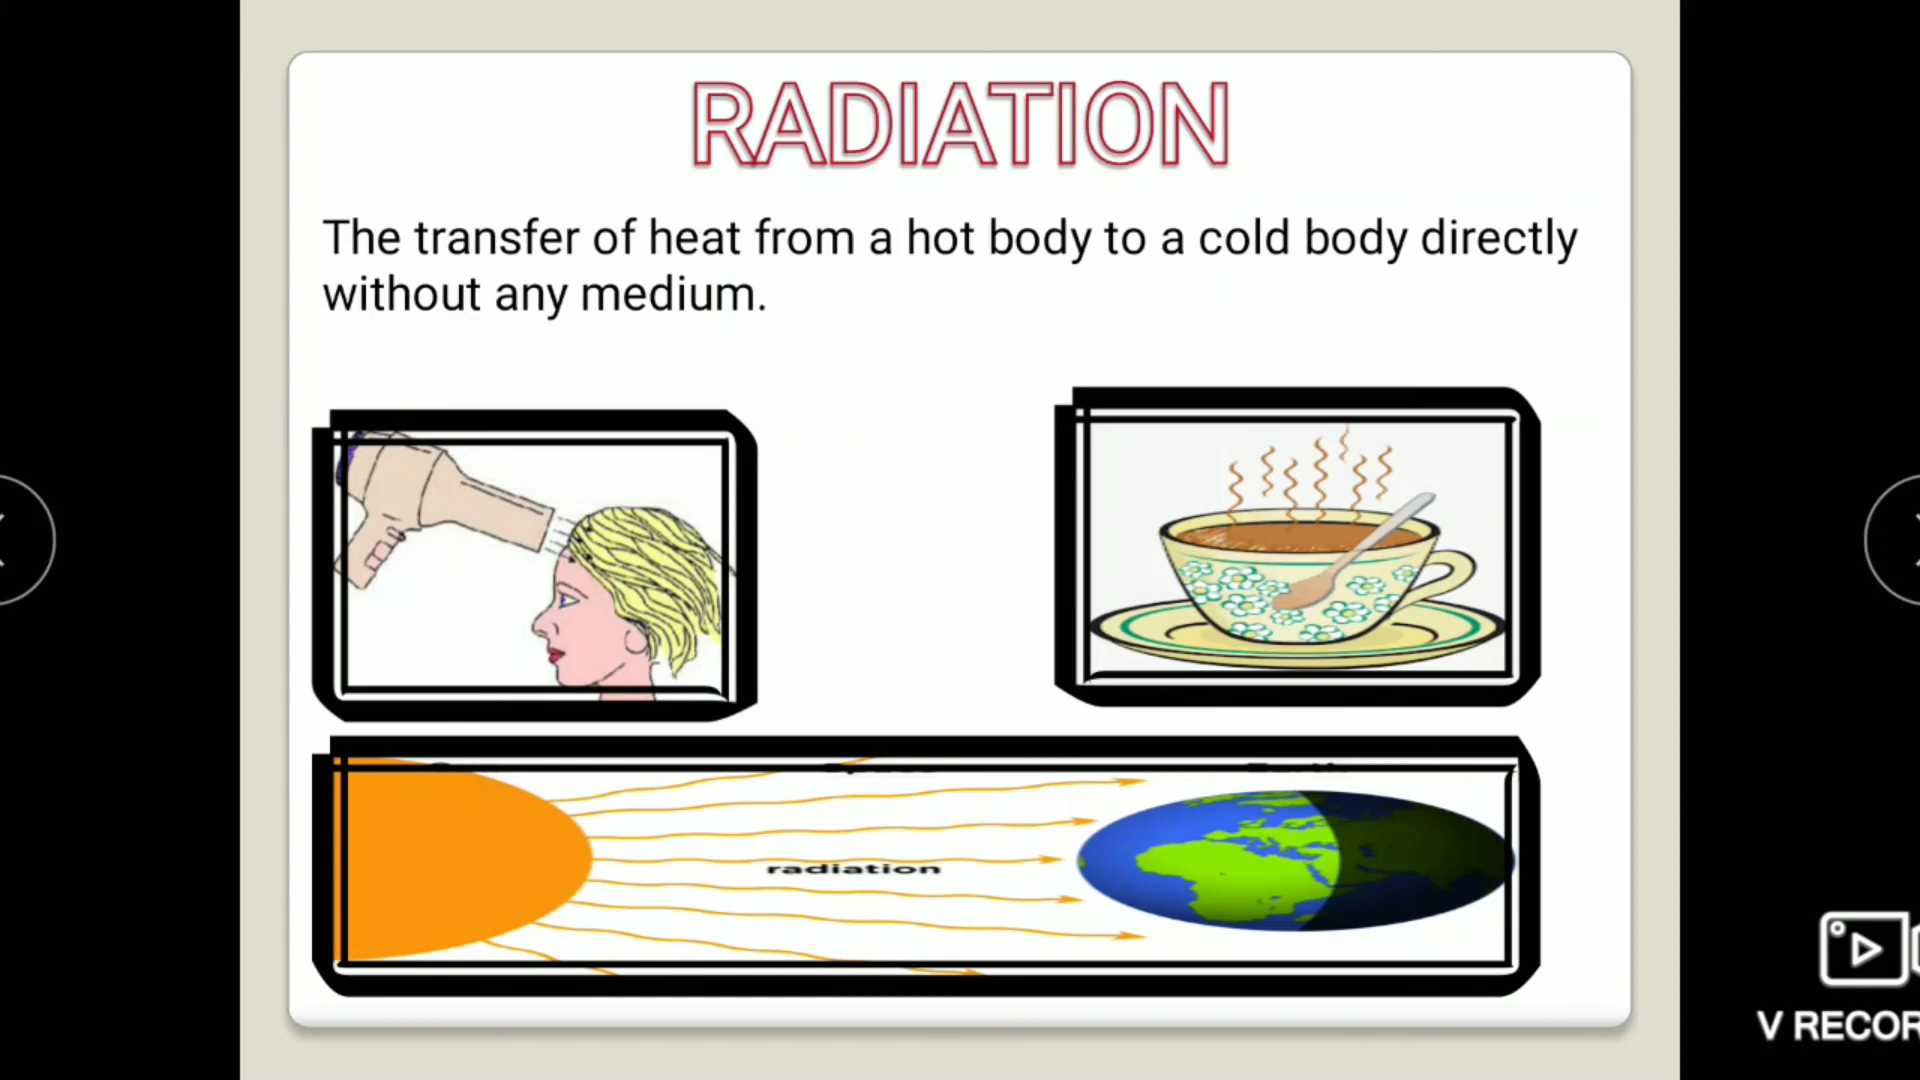 RADIATION
The transfer of heat from a hot body to a cold body directly
without any medium.
radiation
V RECOR